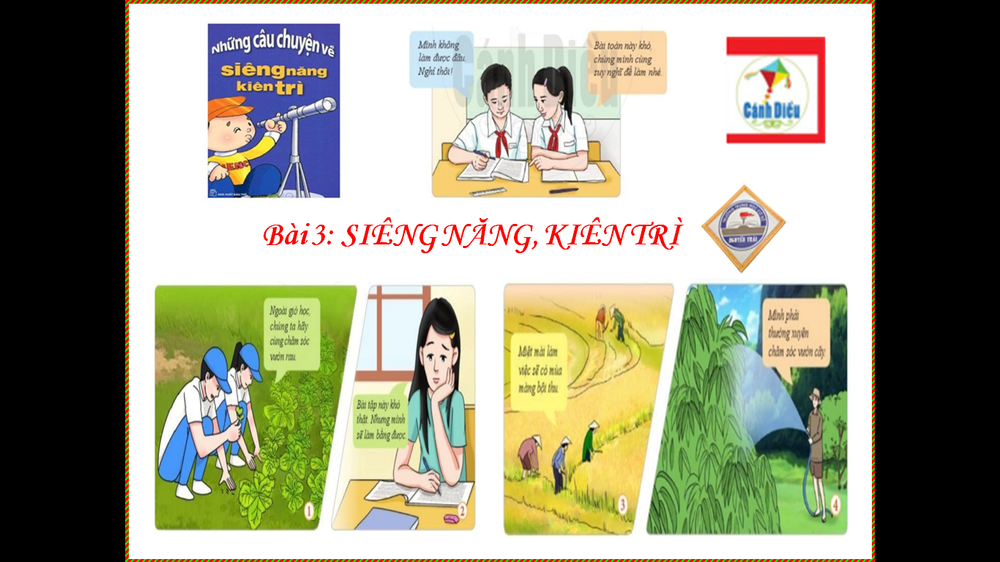 Những câu chuyện về
siêng năng
kiên trì
Mình không
làm được đâu.
Nghỉ thôi!
Bài toán này khó,
chúng mình cùng
suy nghĩ để làm nhé.
Cánh Diều
Cánh Diều
Bài 3: SIÊNG NĂNG, KIÊN TRÌ
NGUYỄN TRÃI
Ngoài giờ học,
chúng ta hãy
cùng chăm sóc
vườn rau.
1
Bài tập này khó
thật. Nhưng mình
sẽ làm bằng được.
2
Miệt mài làm
việc sẽ có mùa
màng bội thu.
3
Mình phải
thường xuyên
chăm sóc vườn cây.
4